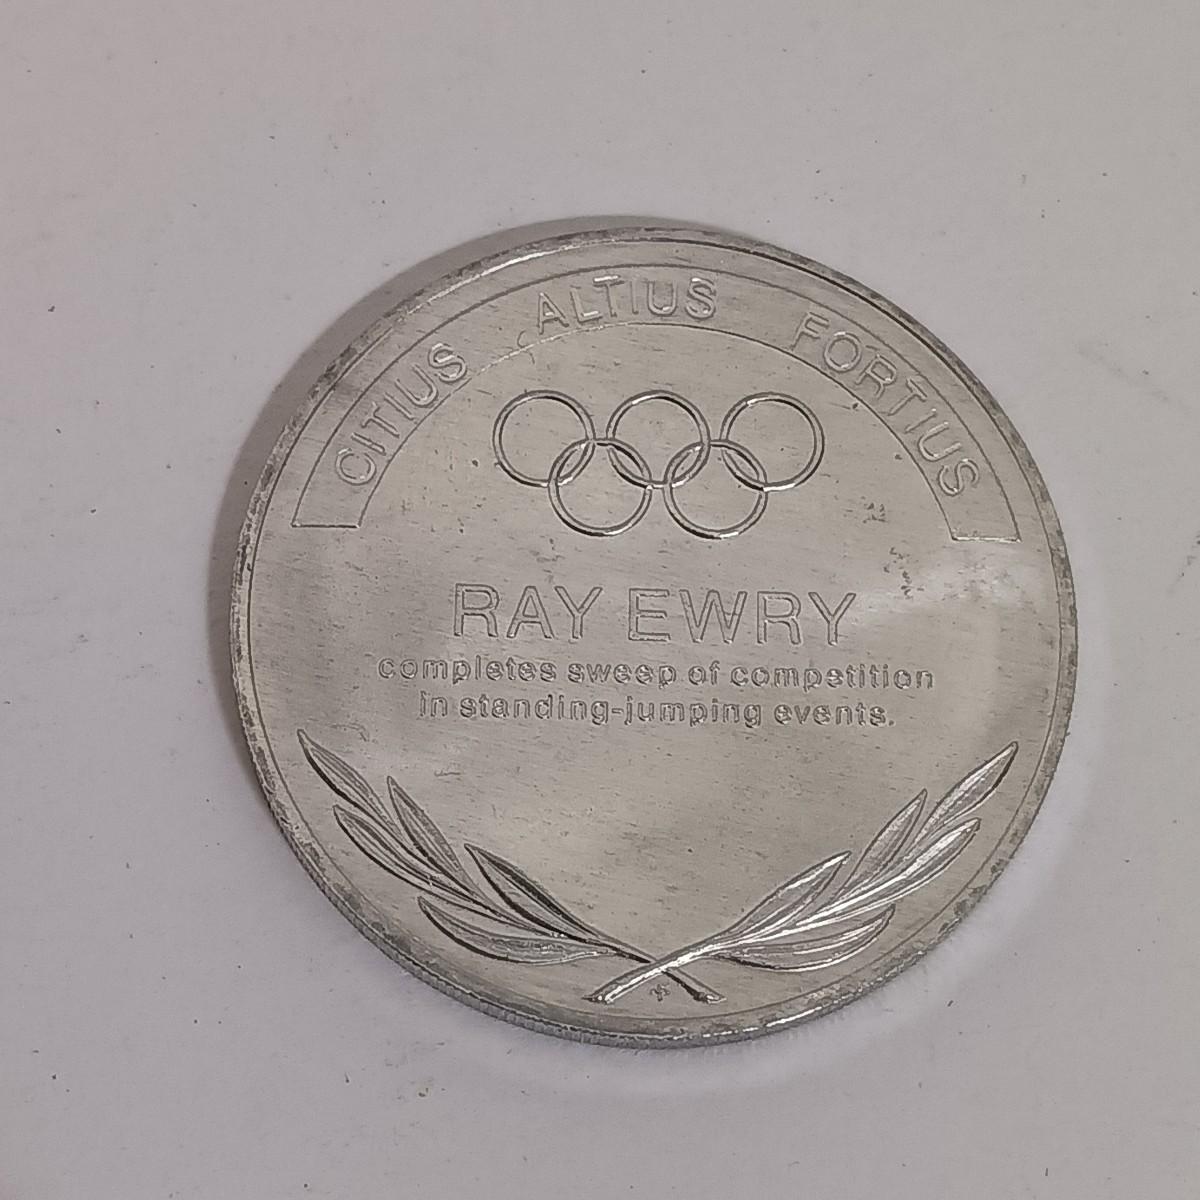 CITIUS ALTIUS FORTIUS
RAY EWRY
completes sweep of competition
in standing-jumping events.